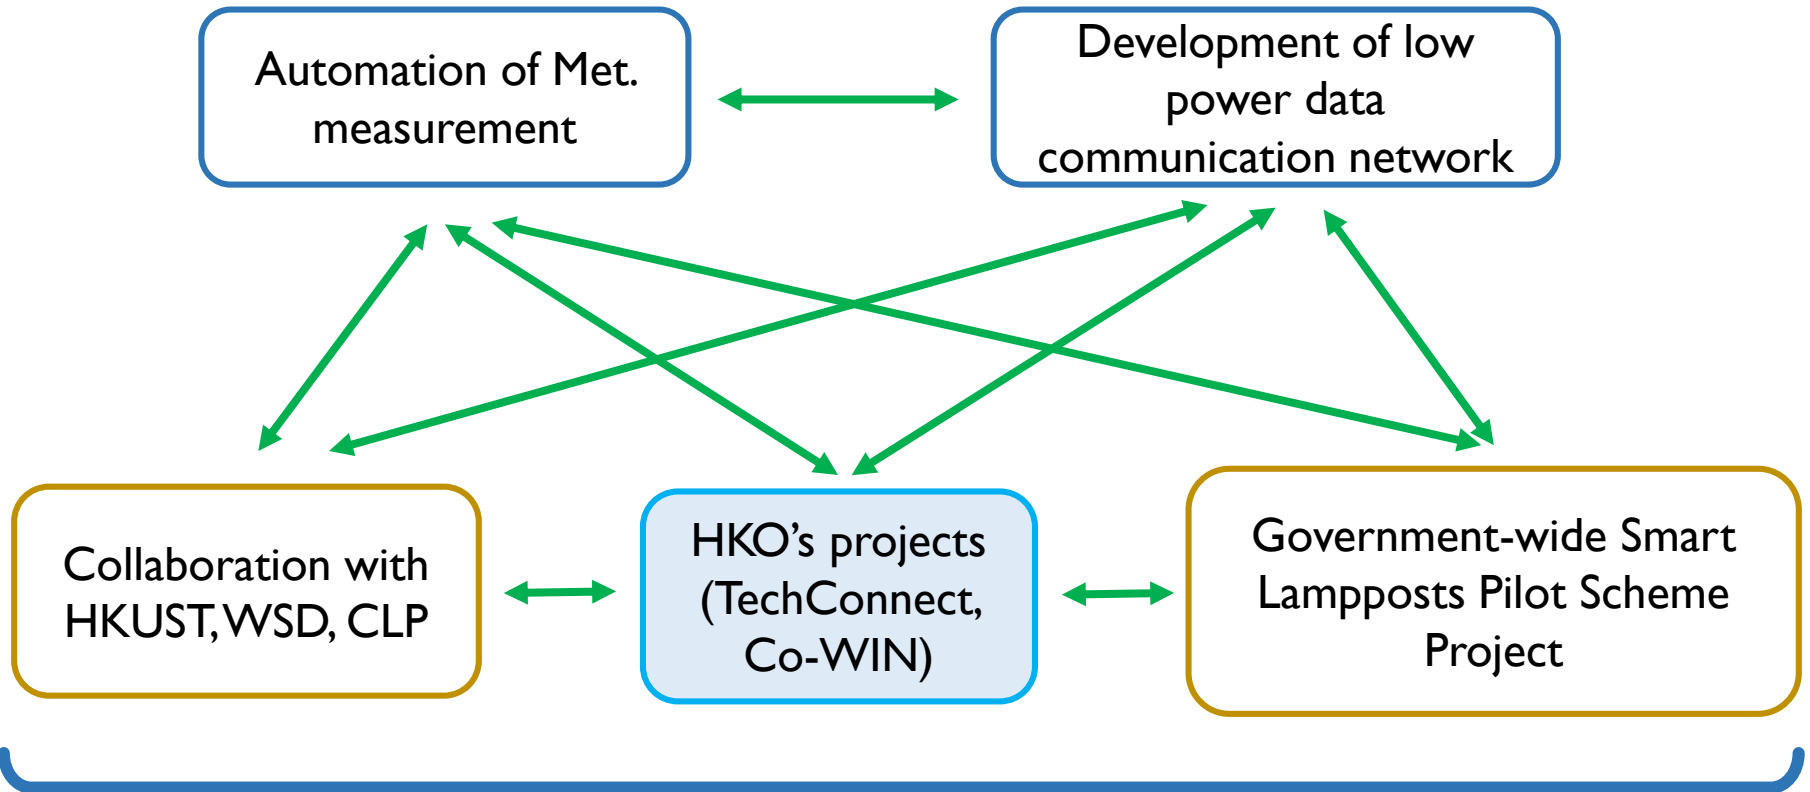 Automation of Met.
measurement
Development of low
power data
communication network
Collaboration with
HKUST, WSD, CLP
HKO’s projects
(TechConnect,
Co-WIN)
Government-wide Smart
Lampposts Pilot Scheme
Project